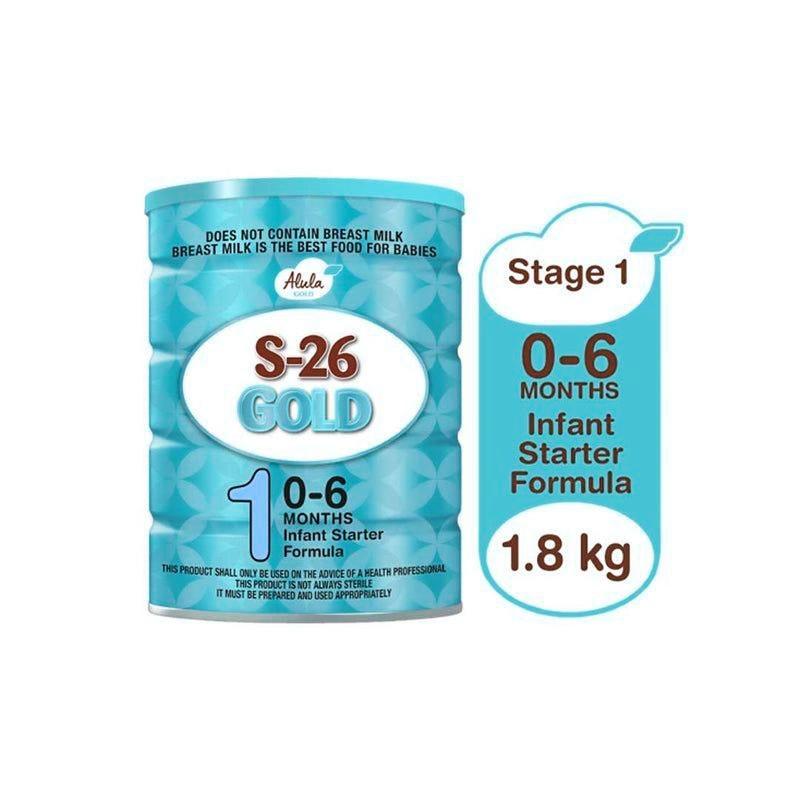 DOES NOT CONTAIN BREAST MILK
BREAST MILK IS THE BEST FOOD FOR BABIES
Alula
GOLD
S-26
GOLD
1
0-6
MONTHS
Infant Starter
Formula
THIS PRODUCT SHALL ONLY BE USED ON THE ADVICE OF A HEALTH PROFESSIONAL
THIS PRODUCT IS NOT ALWAYS STERILE
IT MUST BE PREPARED AND USED APPROPRIATELY
Stage 1
0-6
MONTHS
Infant
Starter
Formula
1.8 kg